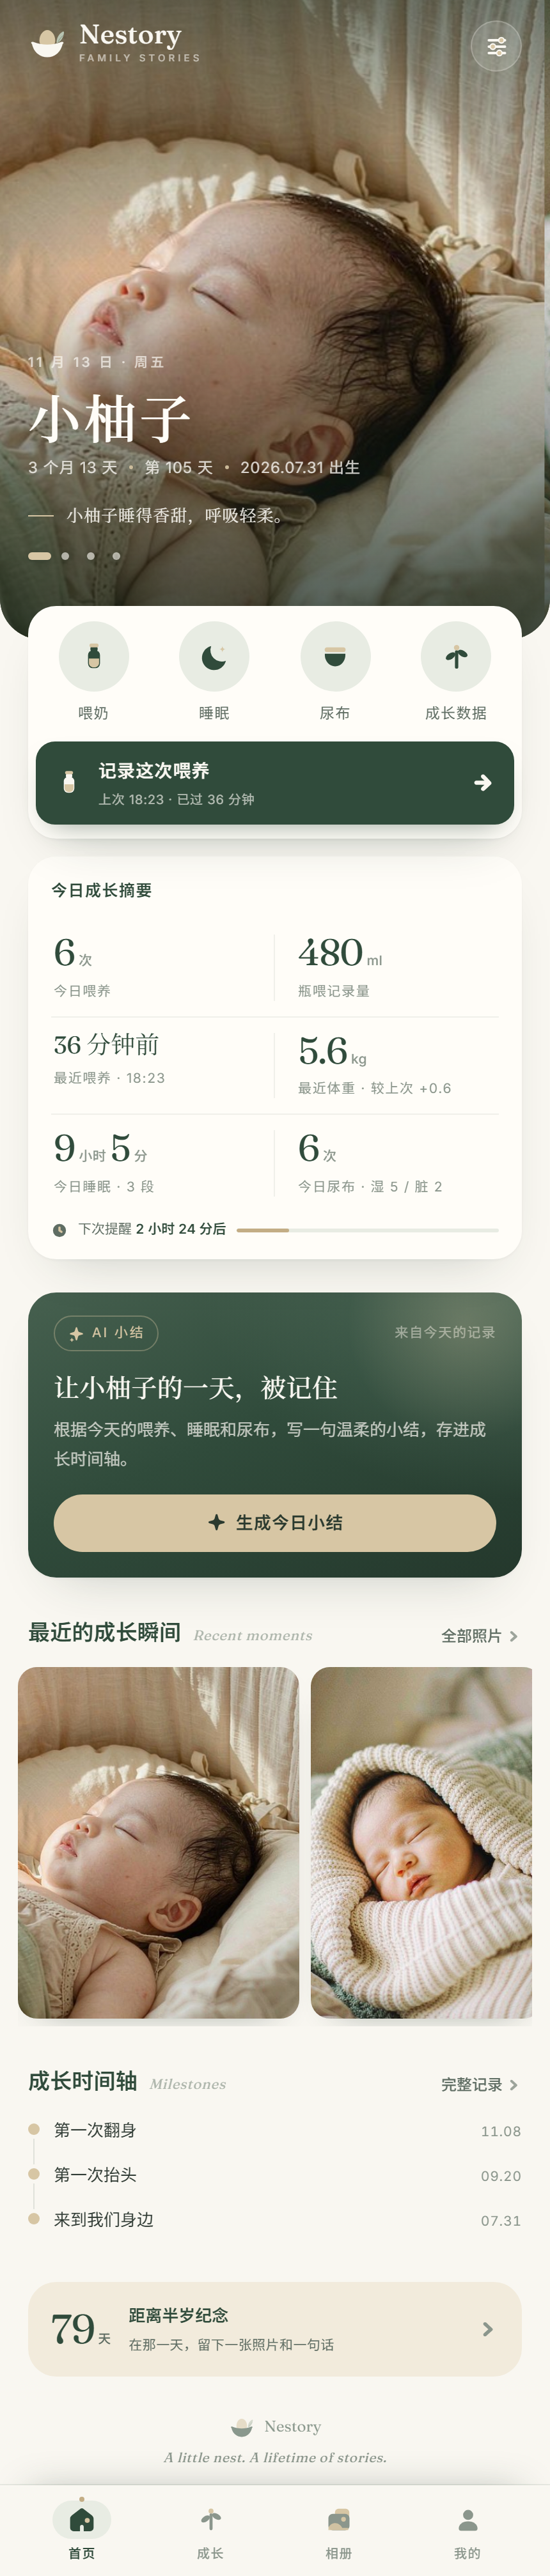 Nestory
FAMILY STORIES
11 月 13 日 · 周五
小柚子
3 个月 13 天 • 第 105 天 • 2026.07.31 出生
小柚子睡得香甜，呼吸轻柔。
喂奶 睡眠 尿布 成长数据
记录这次喂养
上次 18:23 · 已过 36 分钟
今日成长摘要
6 次 480 ml
今日喂养 瓶喂记录量
36 分钟前 5.6 kg
最近喂养 · 18:23 最近体重 · 较上次 +0.6
9 小时 5 分 6 次
今日睡眠 · 3 段 今日尿布 · 湿 5 / 脏 2
下次提醒 2 小时 24 分后
AI 小结 来自今天的记录
让小柚子的一天，被记住
根据今天的喂养、睡眠和尿布，写一句温柔的小结，存进成
长时间轴。
生成今日小结
最近的成长瞬间 Recent moments 全部照片
成长时间轴 Milestones 完整记录
第一次翻身 11.08
第一次抬头 09.20
来到我们身边 07.31
79 天 距离半岁纪念
在那一天，留下一张照片和一句话
Nestory
A little nest. A lifetime of stories.
首页 成长 相册 我的